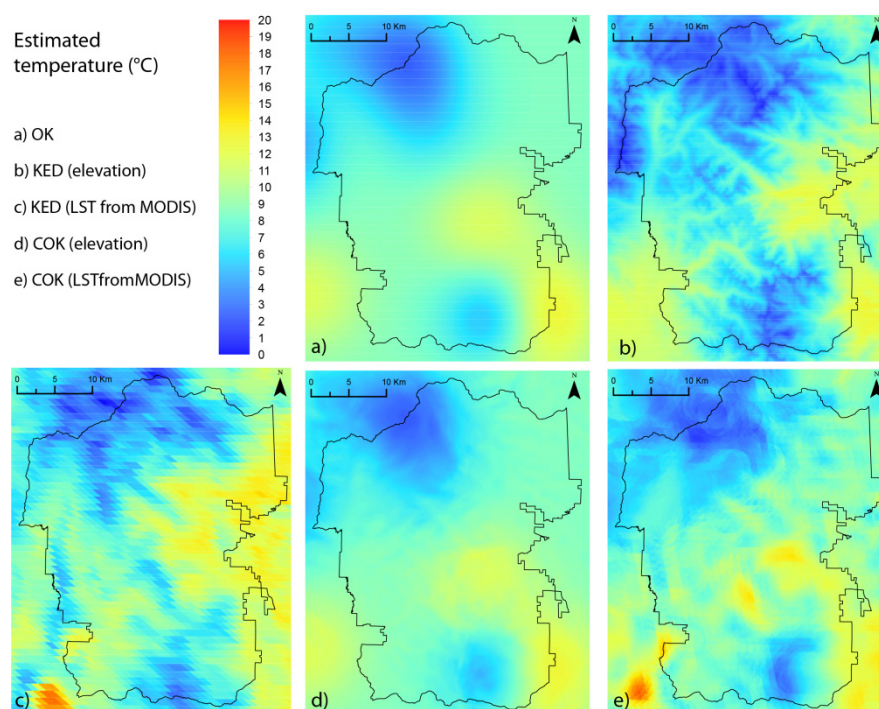 Estimated
temperature (°C)
a) OK
b) KED (elevation)
c) KED (LST from MODIS)
d) COK (elevation)
e) COK (LSTfromMODIS)
20
19
18
17
16
15
14
13
12
11
10
9
8
7
6
5
4
3
2
1
0
0 5 10 Km
N
a)
0 5 10 Km
N
b)
0 5 10 Km
N
c)
0 5 10 Km
N
d)
0 5 10 Km
N
e)